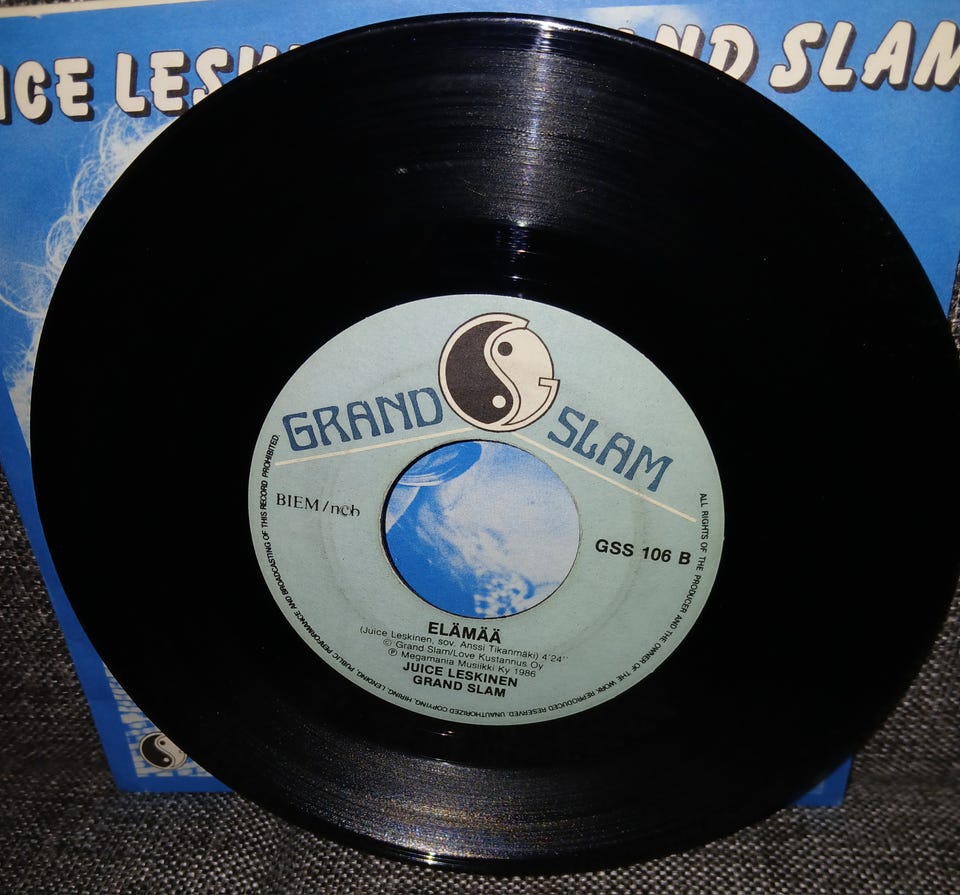 ICE LESK
ND SLAM
GRAND SLAM
BIEM/ncb
GSS 106 B
ELÄMÄÄ
(Juice Leskinen, sov. Anssi Tikanmäki) 4'24"
© Grand Slam/Love Kustannus Oy
℗ Megamania Musiikki Ky 1986
JUICE LESKINEN
GRAND SLAM
ALL RIGHTS OF THE PRODUCER AND THE OWNER OF THE WORK REPRODUCED RESERVED. UNAUTHORIZED COPYING, HIRING, LENDING, PUBLIC PERFORMANCE AND BROADCASTING OF THIS RECORD PROHIBITED.